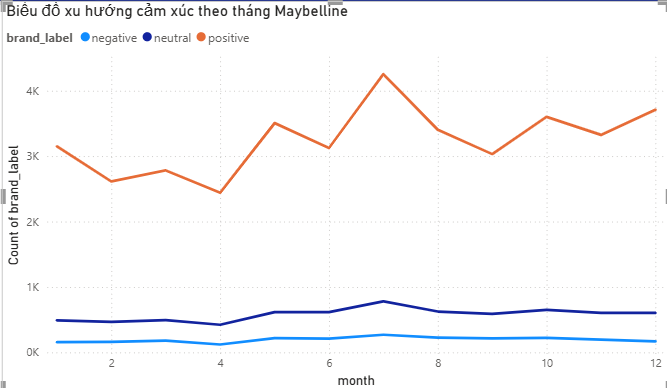 Biểu đồ xu hướng cảm xúc theo tháng Maybelline
brand_label negative neutral positive
4K
3K
2K
1K
0K
Count of brand_label
2 4 6 8 10 12
month